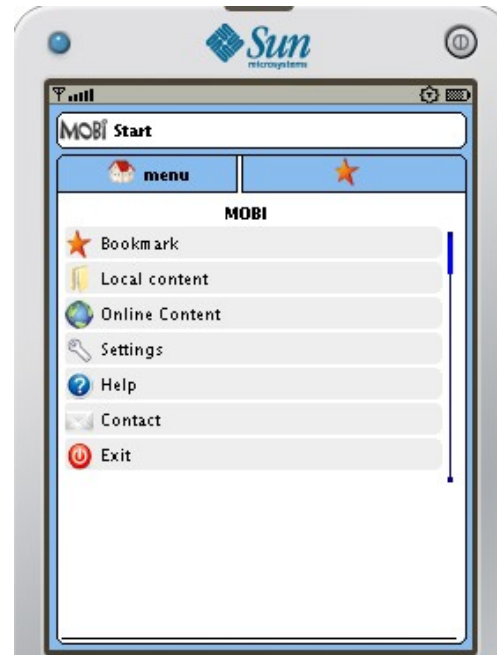 Sun
microsystems
MOBI Start
menu
MOBI
Bookmark
Local content
Online Content
Settings
Help
Contact
Exit